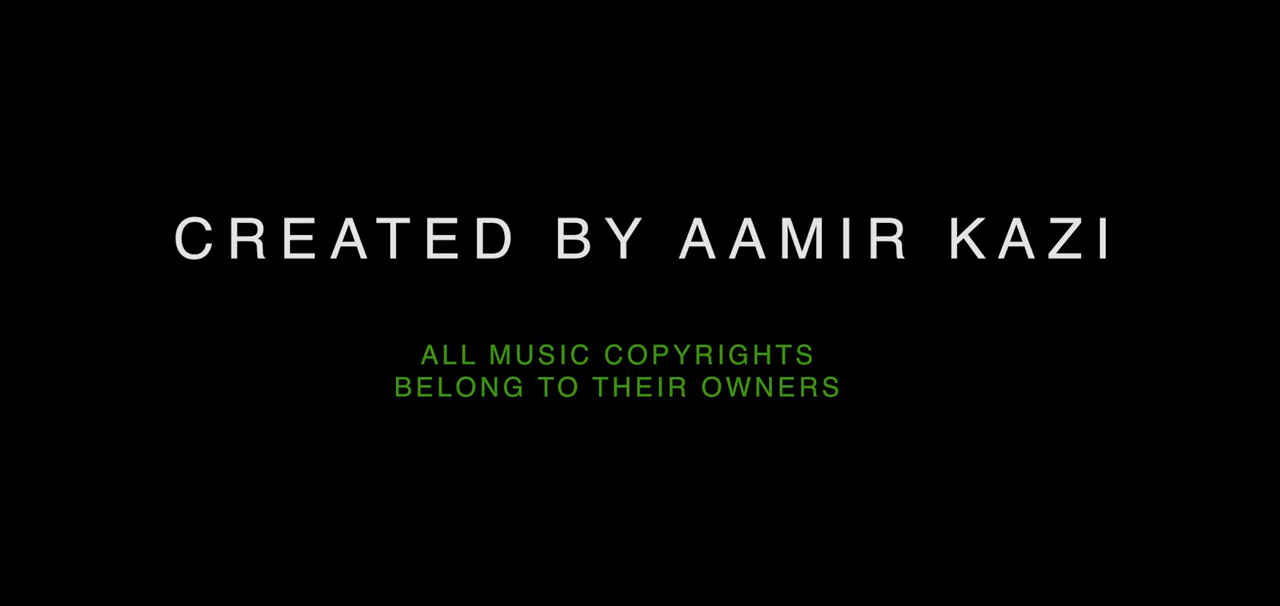 CREATED BY AAMIR KAZI
ALL MUSIC COPYRIGHTS
BELONG TO THEIR OWNERS